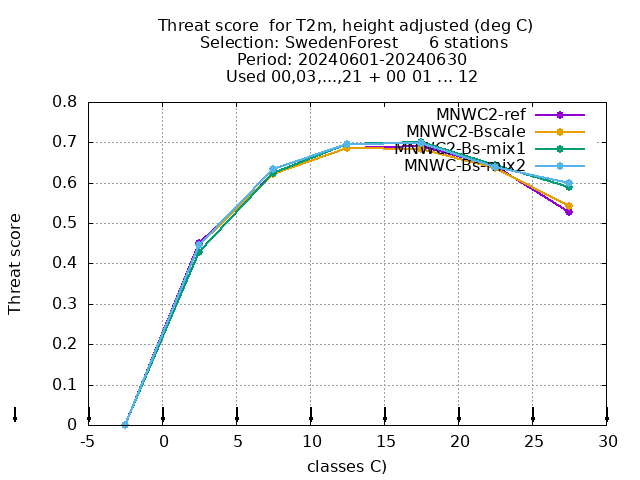 Threat score for T2m, height adjusted (deg C)
Selection: SwedenForest 6 stations
Period: 20240601-20240630
Used 00,03,...,21 + 00 01 ... 12
MNWC2-ref
MNWC2-Bscale
MNWC2-Bs-mix1
MNWC-Bs-mix2
Threat score
0.8
0.7
0.6
0.5
0.4
0.3
0.2
0.1
0
-5 0 5 10 15 20 25 30
classes C)